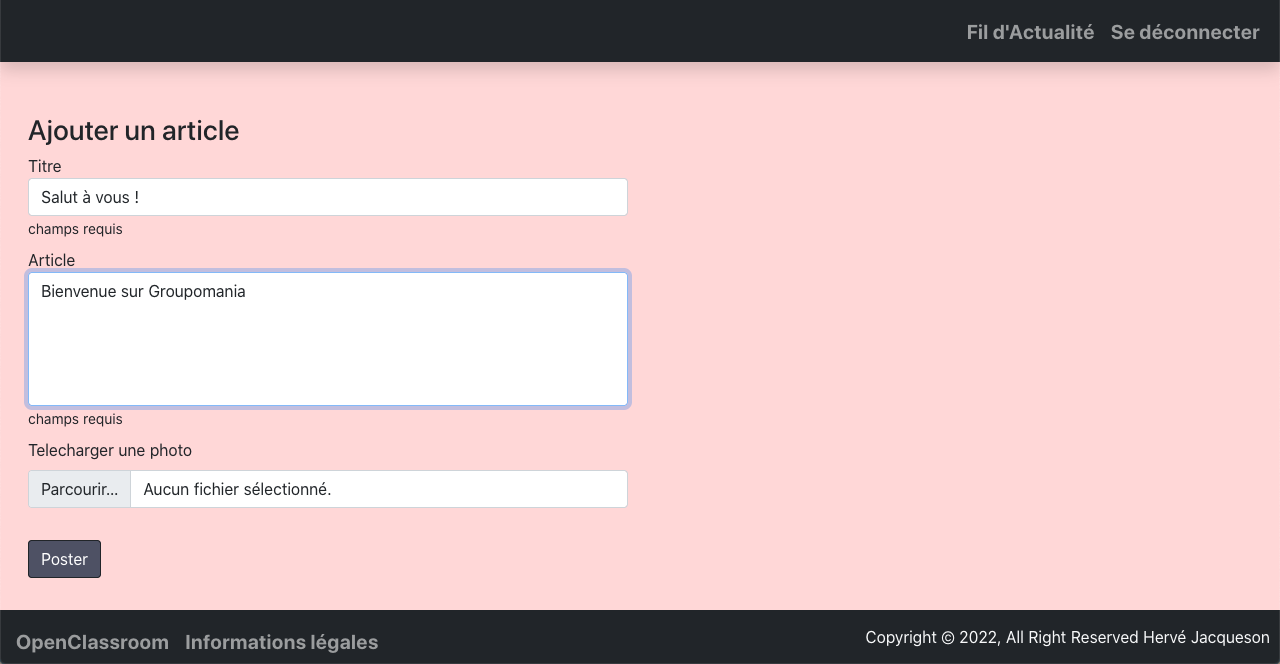 Fil d'Actualité Se déconnecter
Ajouter un article
Titre
Salut à vous !
champs requis
Article
Bienvenue sur Groupomania
champs requis
Telecharger une photo
Parcourir... Aucun fichier sélectionné.
Poster
OpenClassroom Informations légales
Copyright © 2022, All Right Reserved Hervé Jacqueson